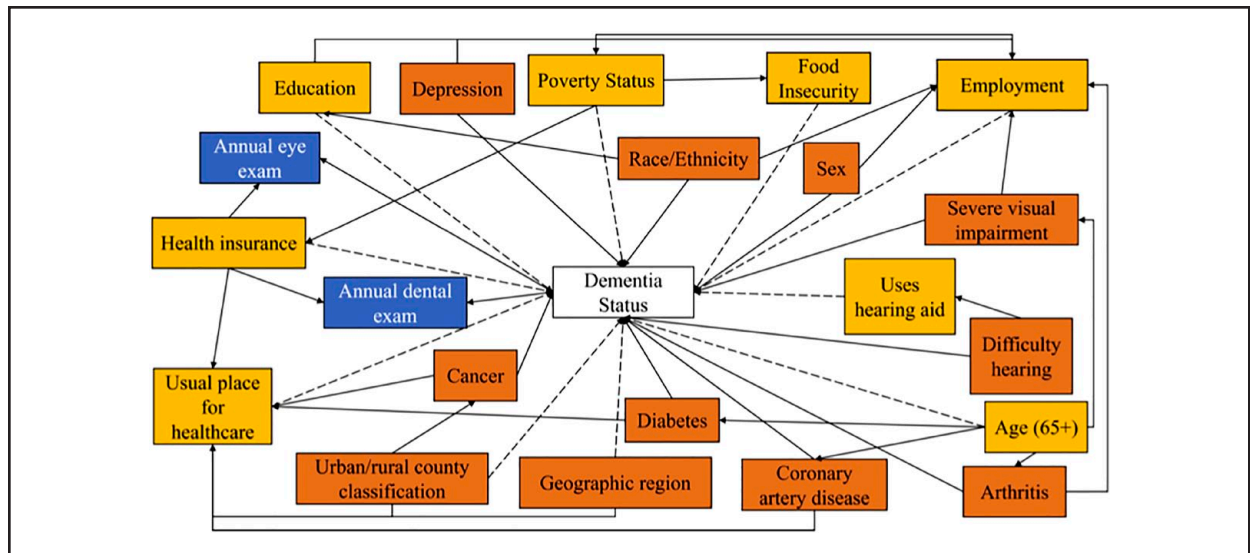 Education
Depression
Poverty Status
Food
Insecurity
Employment
Annual eye
exam
Race/Ethnicity
Sex
Severe visual
impairment
Health insurance
Annual dental
exam
Dementia
Status
Uses
hearing aid
Difficulty
hearing
Usual place
for
healthcare
Cancer
Diabetes
Age (65+)
Urban/rural county
classification
Geographic region
Coronary
artery disease
Arthritis